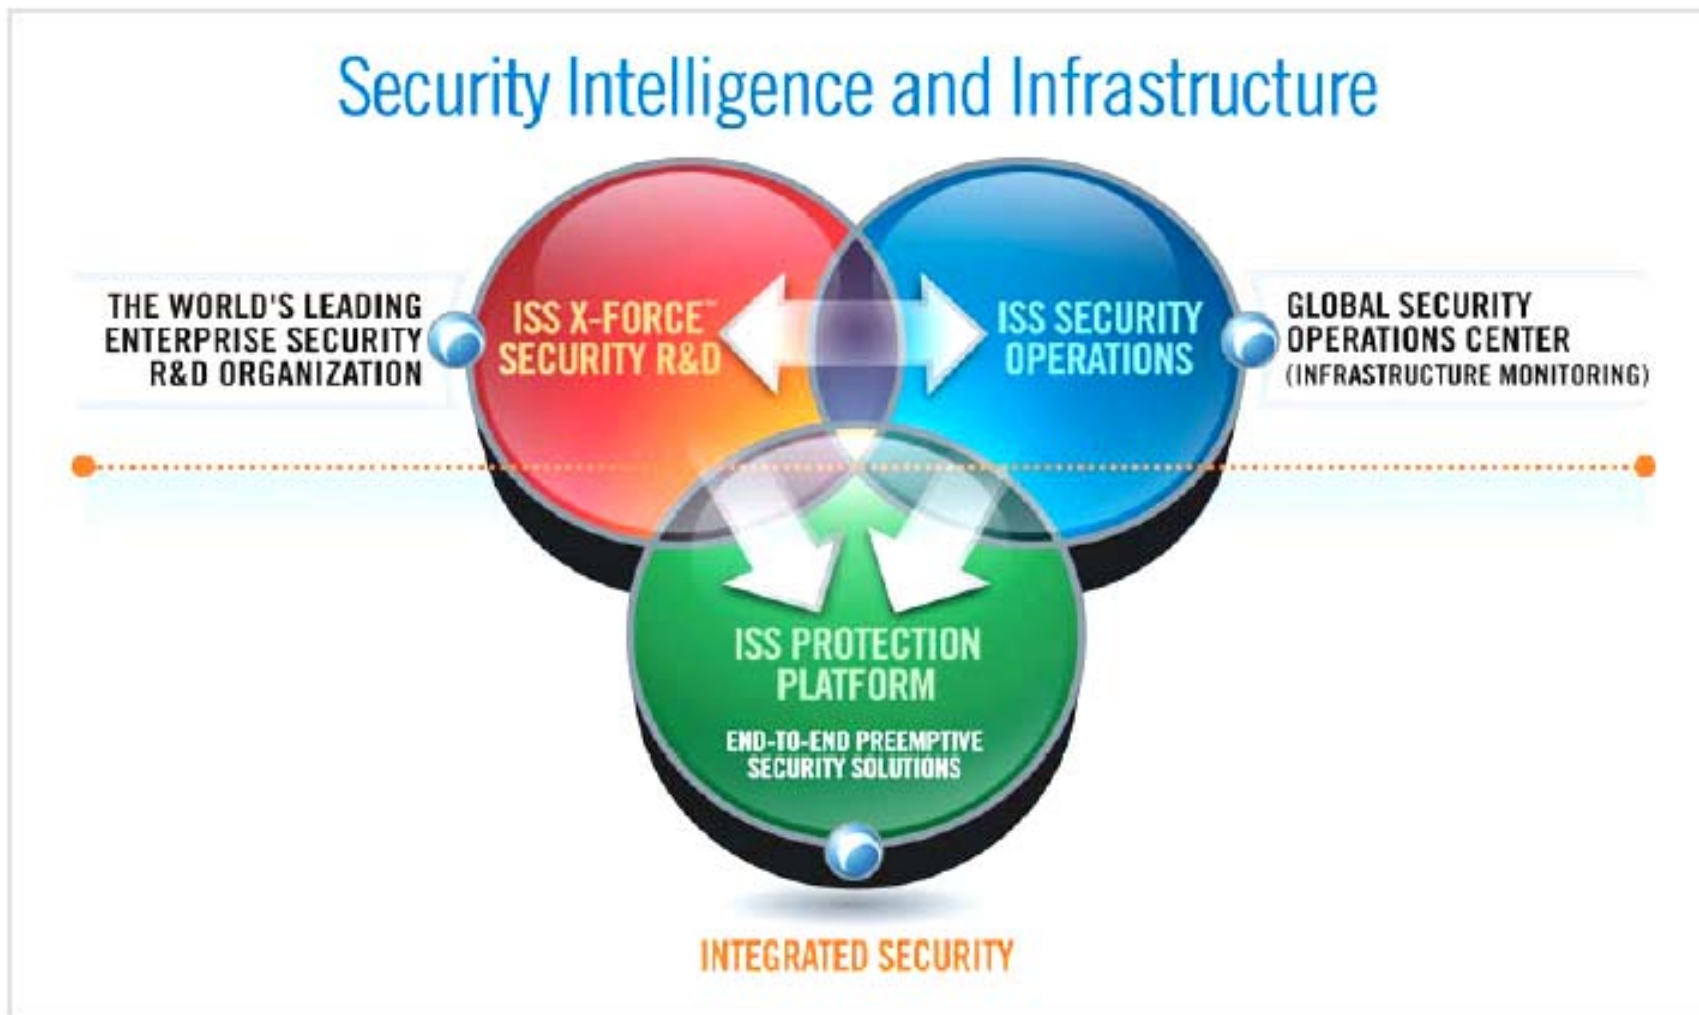 Security Intelligence and Infrastructure
THE WORLD'S LEADING
ENTERPRISE SECURITY
R&D ORGANIZATION
ISS X-FORCE™
SECURITY R&D
ISS SECURITY
OPERATIONS
GLOBAL SECURITY
OPERATIONS CENTER
(INFRASTRUCTURE MONITORING)
ISS PROTECTION
PLATFORM
END-TO-END PREEMPTIVE
SECURITY SOLUTIONS
INTEGRATED SECURITY